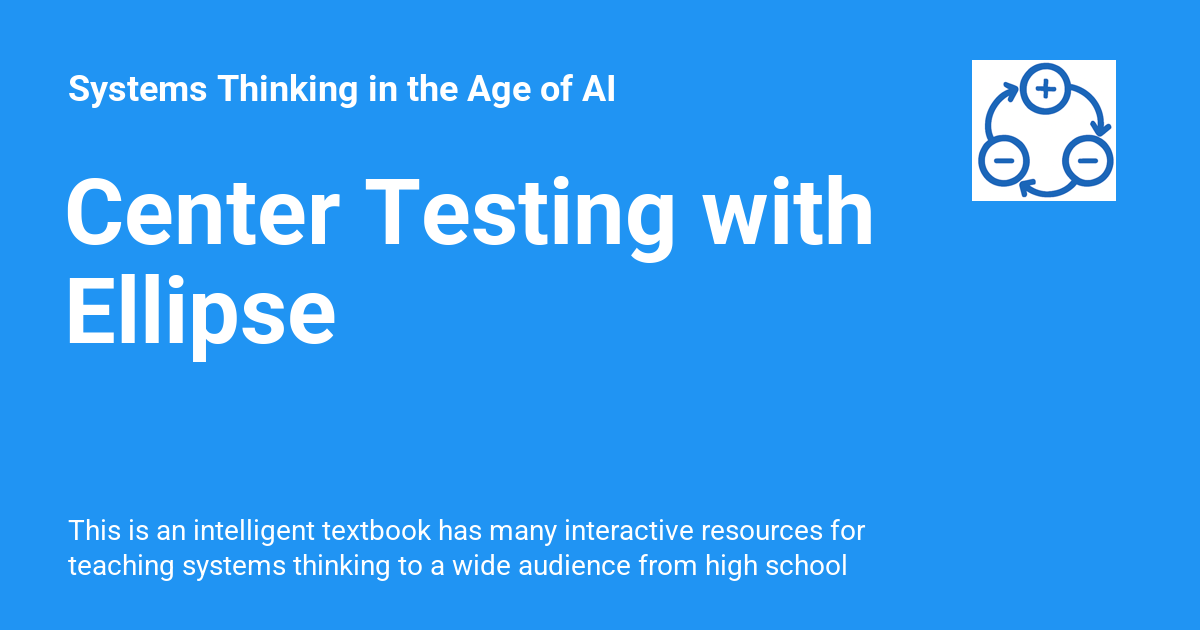 Systems Thinking in the Age of AI
Center Testing with
Ellipse
This is an intelligent textbook has many interactive resources for
teaching systems thinking to a wide audience from high school